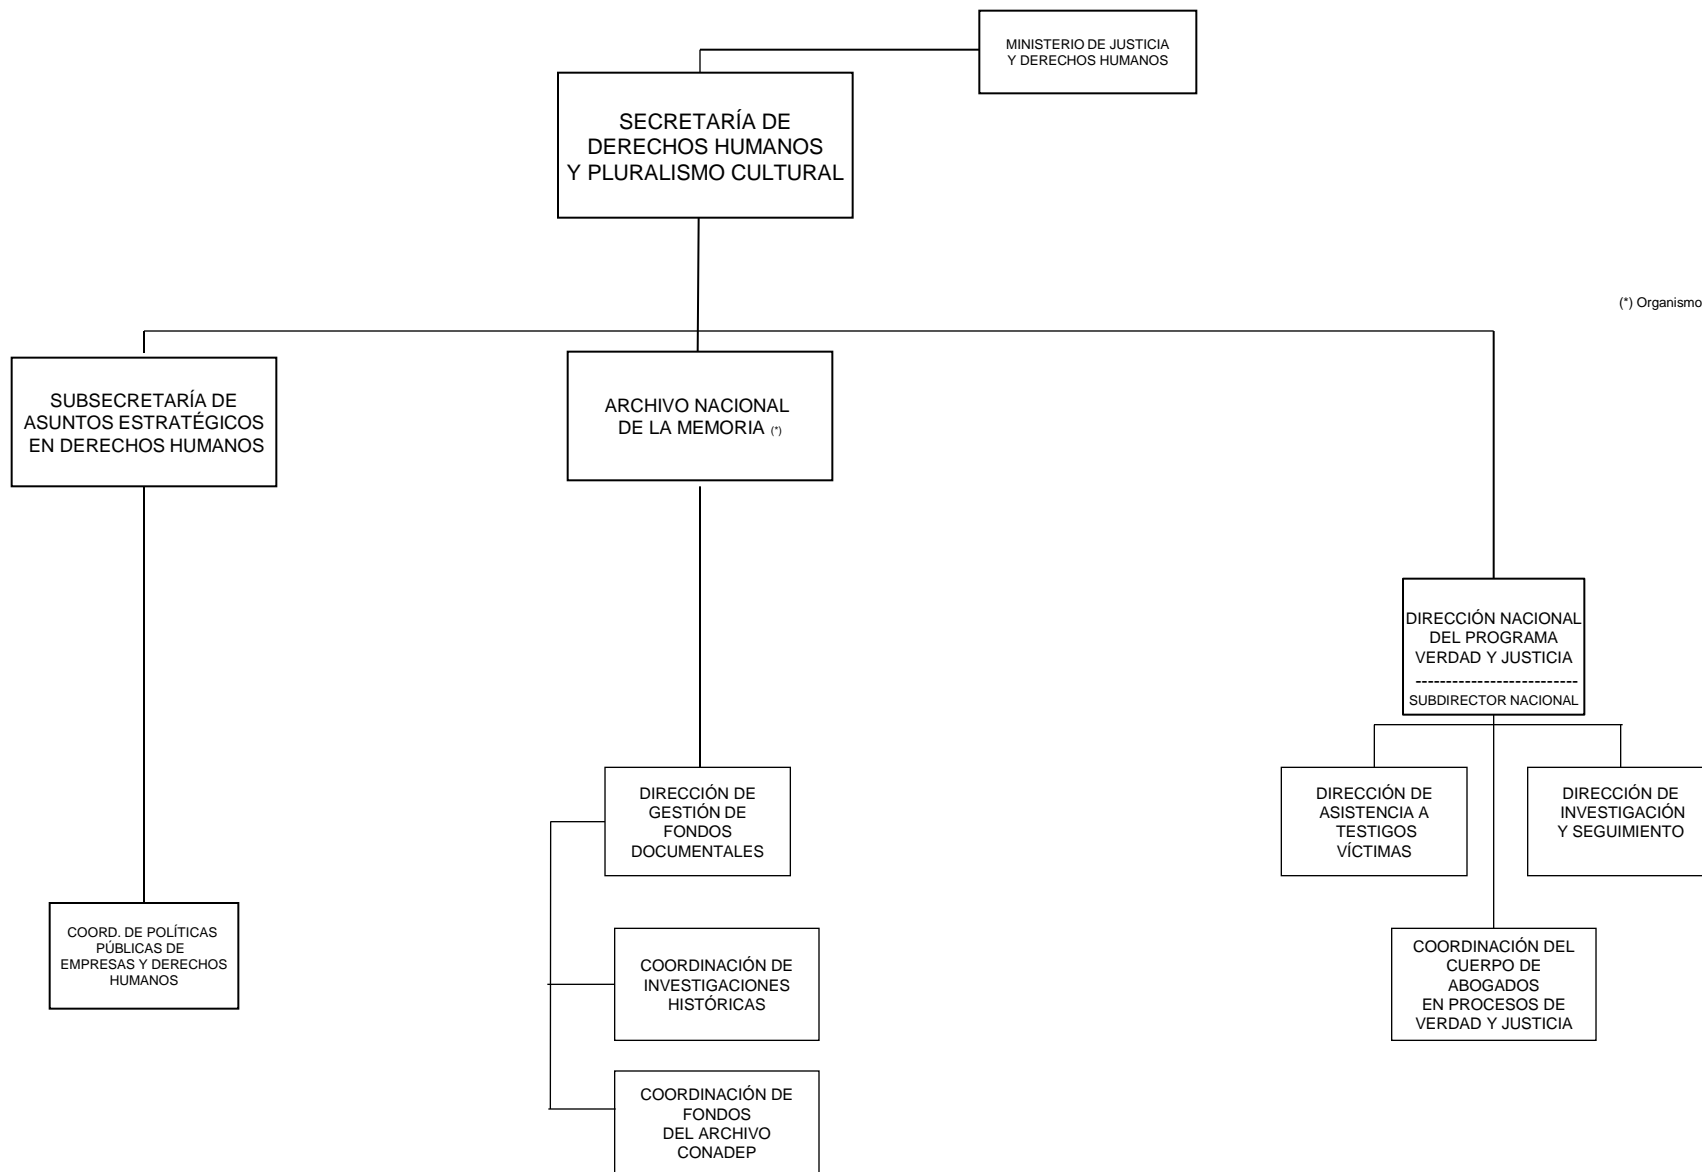 MINISTERIO DE JUSTICIA
Y DERECHOS HUMANOS
SECRETARÍA DE
DERECHOS HUMANOS
Y PLURALISMO CULTURAL
(*) Organismo
SUBSECRETARÍA DE
ASUNTOS ESTRATÉGICOS
EN DERECHOS HUMANOS
ARCHIVO NACIONAL
DE LA MEMORIA (*)
DIRECCIÓN NACIONAL
DEL PROGRAMA
VERDAD Y JUSTICIA
---------------------------
SUBDIRECTOR NACIONAL
DIRECCIÓN DE
GESTIÓN DE
FONDOS
DOCUMENTALES
DIRECCIÓN DE
ASISTENCIA A
TESTIGOS
VÍCTIMAS
DIRECCIÓN DE
INVESTIGACIÓN
Y SEGUIMIENTO
COORD. DE POLÍTICAS
PÚBLICAS DE
EMPRESAS Y DERECHOS
HUMANOS
COORDINACIÓN DE
INVESTIGACIONES
HISTÓRICAS
COORDINACIÓN DEL
CUERPO DE
ABOGADOS
EN PROCESOS DE
VERDAD Y JUSTICIA
COORDINACIÓN DE
FONDOS
DEL ARCHIVO
CONADEP